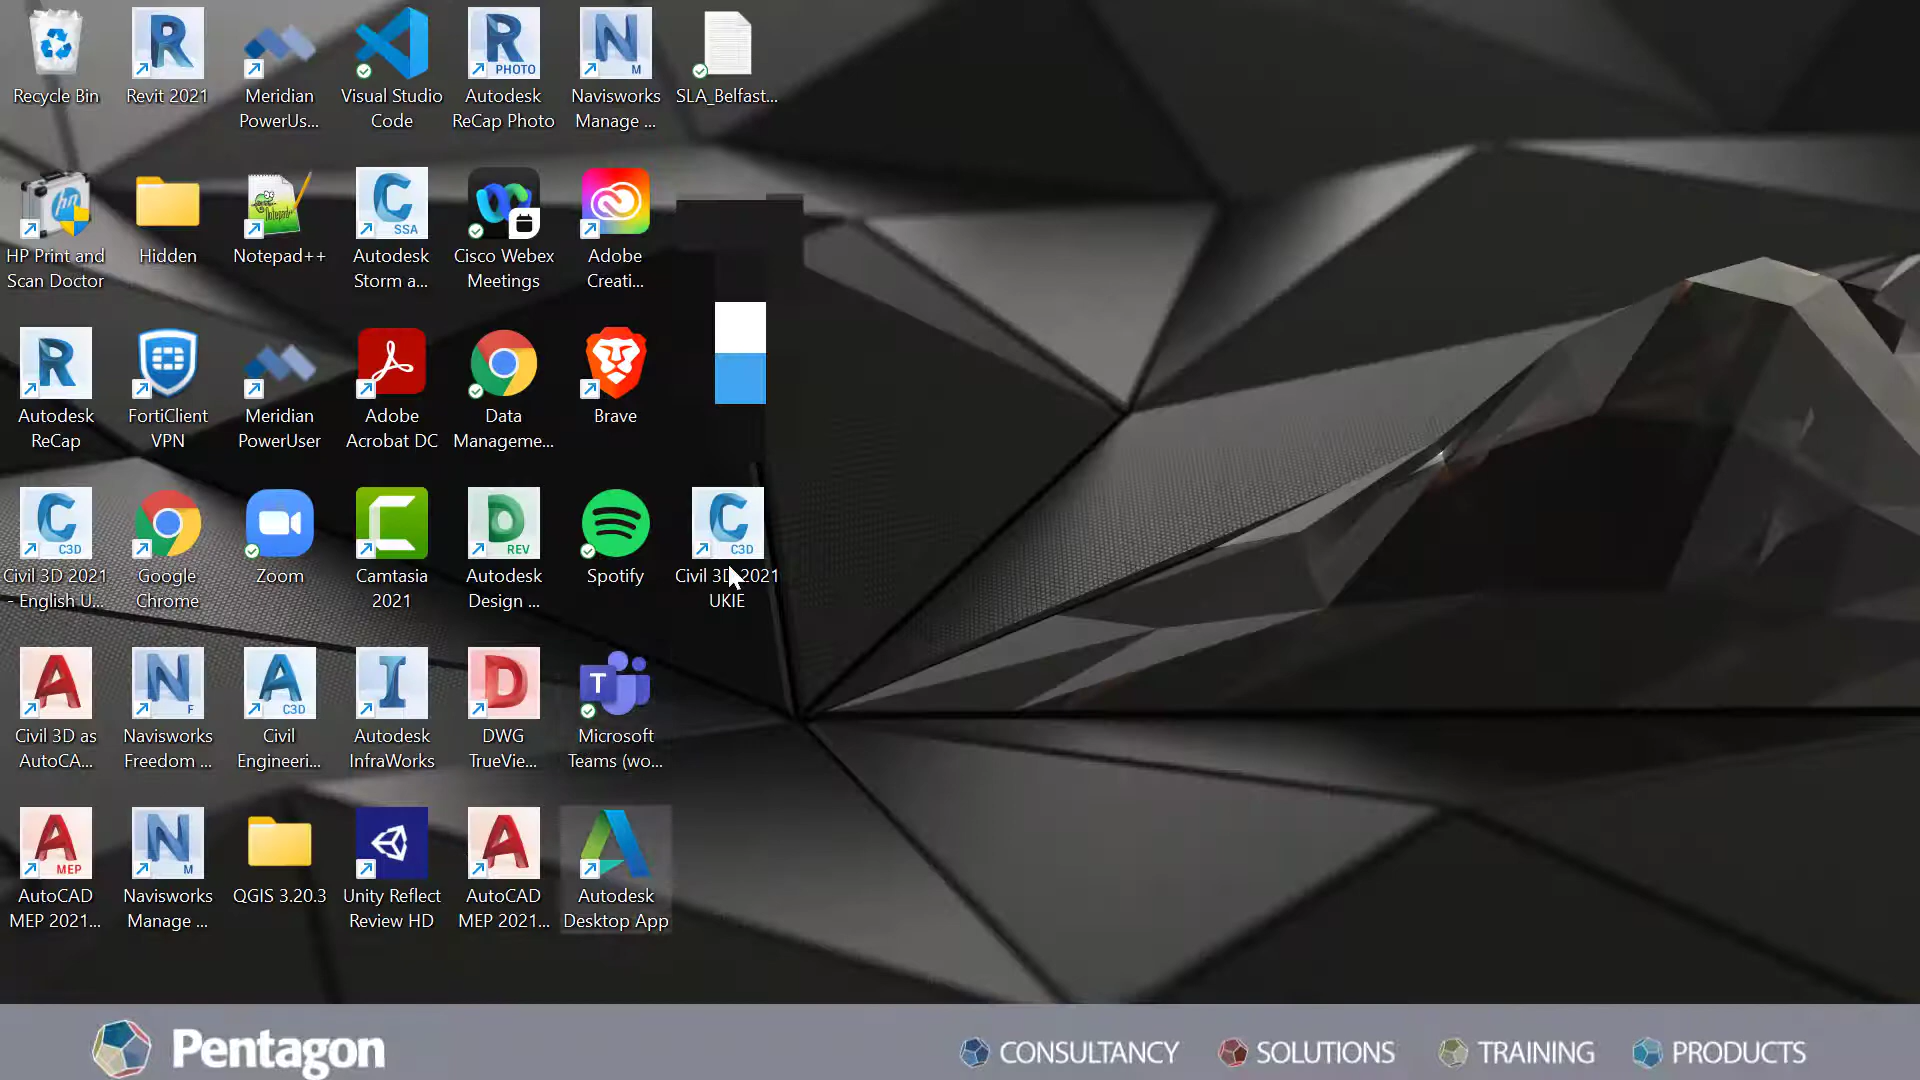 Recycle Bin
Revit 2021
Meridian
PowerUs...
Visual Studio
Code
PHOTO
Autodesk
ReCap Photo
M
Navisworks
Manage ...
SLA_Belfast...
HP Print and
Scan Doctor
Hidden
Notepad++
SSA
Autodesk
Storm a...
Cisco Webex
Meetings
Adobe
Creati...
Autodesk
ReCap
FortiClient
VPN
Meridian
PowerUser
Adobe
Acrobat DC
Data
Manageme...
Brave
C3D
Civil 3D 2021
- English U...
Google
Chrome
Zoom
Camtasia
2021
REV
Autodesk
Design ...
Spotify
C3D
Civil 3D 2021
UKIE
Civil 3D as
AutoCA...
F
Navisworks
Freedom ...
C3D
Civil
Engineeri...
Autodesk
InfraWorks
DWG
TrueVie...
T
Microsoft
Teams (wo...
MEP
AutoCAD
MEP 2021...
M
Navisworks
Manage ...
QGIS 3.20.3
Unity Reflect
Review HD
AutoCAD
MEP 2021...
Autodesk
Desktop App
Pentagon
CONSULTANCY
SOLUTIONS
TRAINING
PRODUCTS